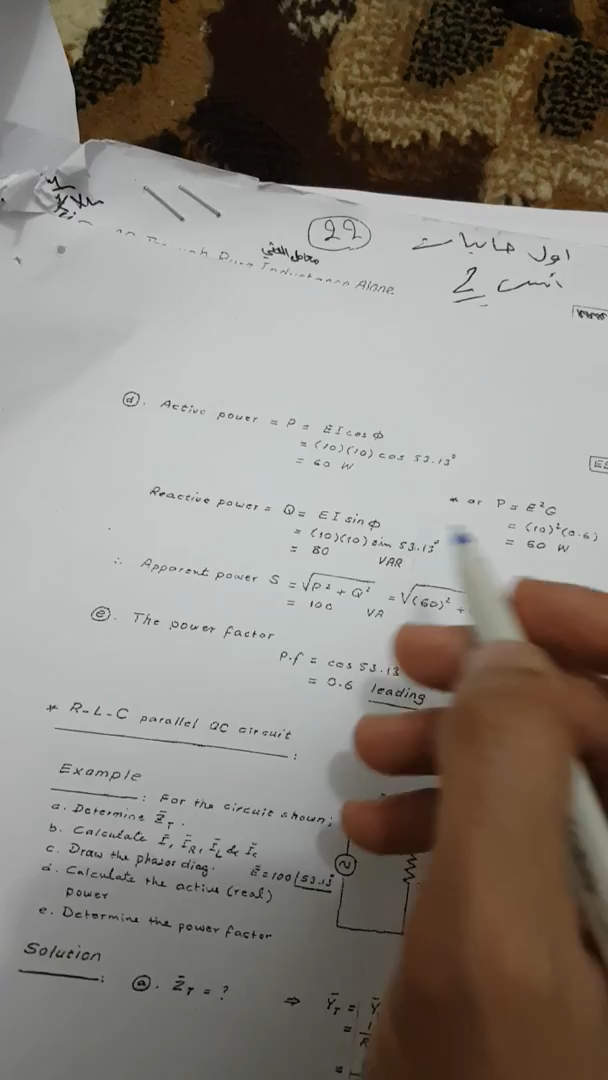 22
اول
2
Inductance Alone.
(d). Active power = P = EI cos ϕ
= (10)(10) cos 53.13°
= 60 W
* or P = E²G
= (10)²(0.6)
= 60 W
Reactive power = Q = EI sin ϕ
= (10)(10) sin 53.13°
= 80 VAR
∴ Apparent power S = √P² + Q² = √(60)² +
= 100 VA
(e). The power factor
P.f = cos 53.13
= 0.6 leading
* R-L-C parallel ac circuit
:
Example
: For the circuit shown;
a. Determine Z̄T.
b. Calculate Ī, ĪR, ĪL & Īc
c. Draw the phasor diag. Ē = 100∠53.13°
d. Calculate the active (real)
power
e. Determine the power factor
Solution
: (a). Z̄T = ? ⇒ ȲT = Ȳ
= 1
R
=